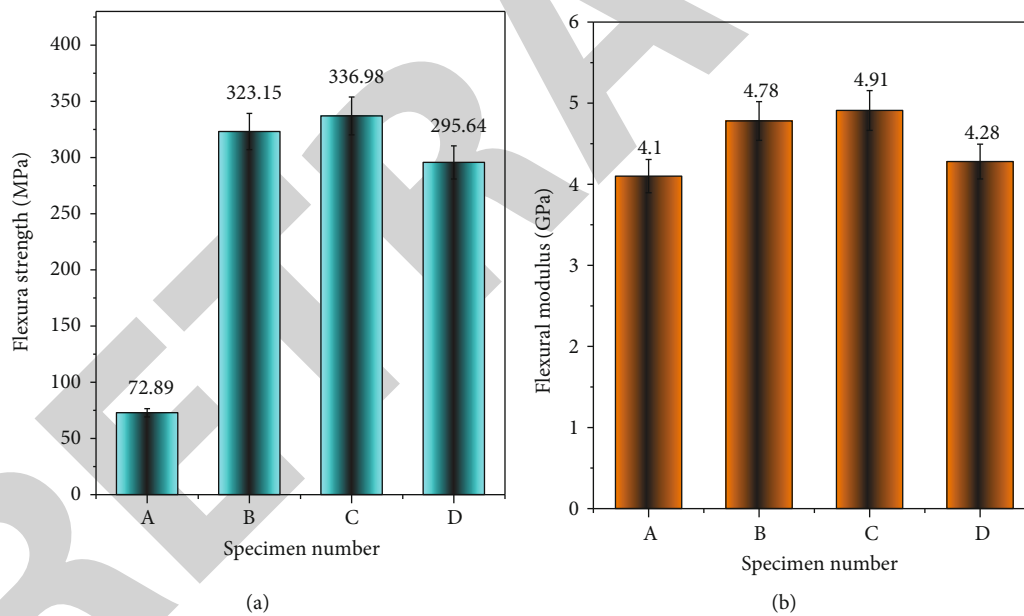 Flexura strength (MPa)
400
350
300
250
200
150
100
50
0
72.89
323.15
336.98
295.64
A B C D
Specimen number
(a)
Flexural modulus (GPa)
6
5
4
3
2
1
0
4.1
4.78
4.91
4.28
A B C D
Specimen number
(b)
RETRA